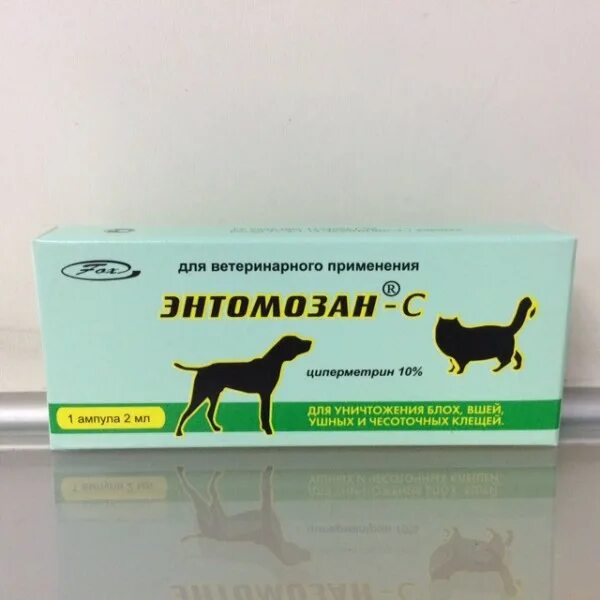 Fox
для ветеринарного применения
ЭНТОМОЗАН®-С
циперметрин 10%
1 ампула 2 мл
ДЛЯ УНИЧТОЖЕНИЯ БЛОХ, ВШЕЙ,
УШНЫХ И ЧЕСОТОЧНЫХ КЛЕЩЕЙ.